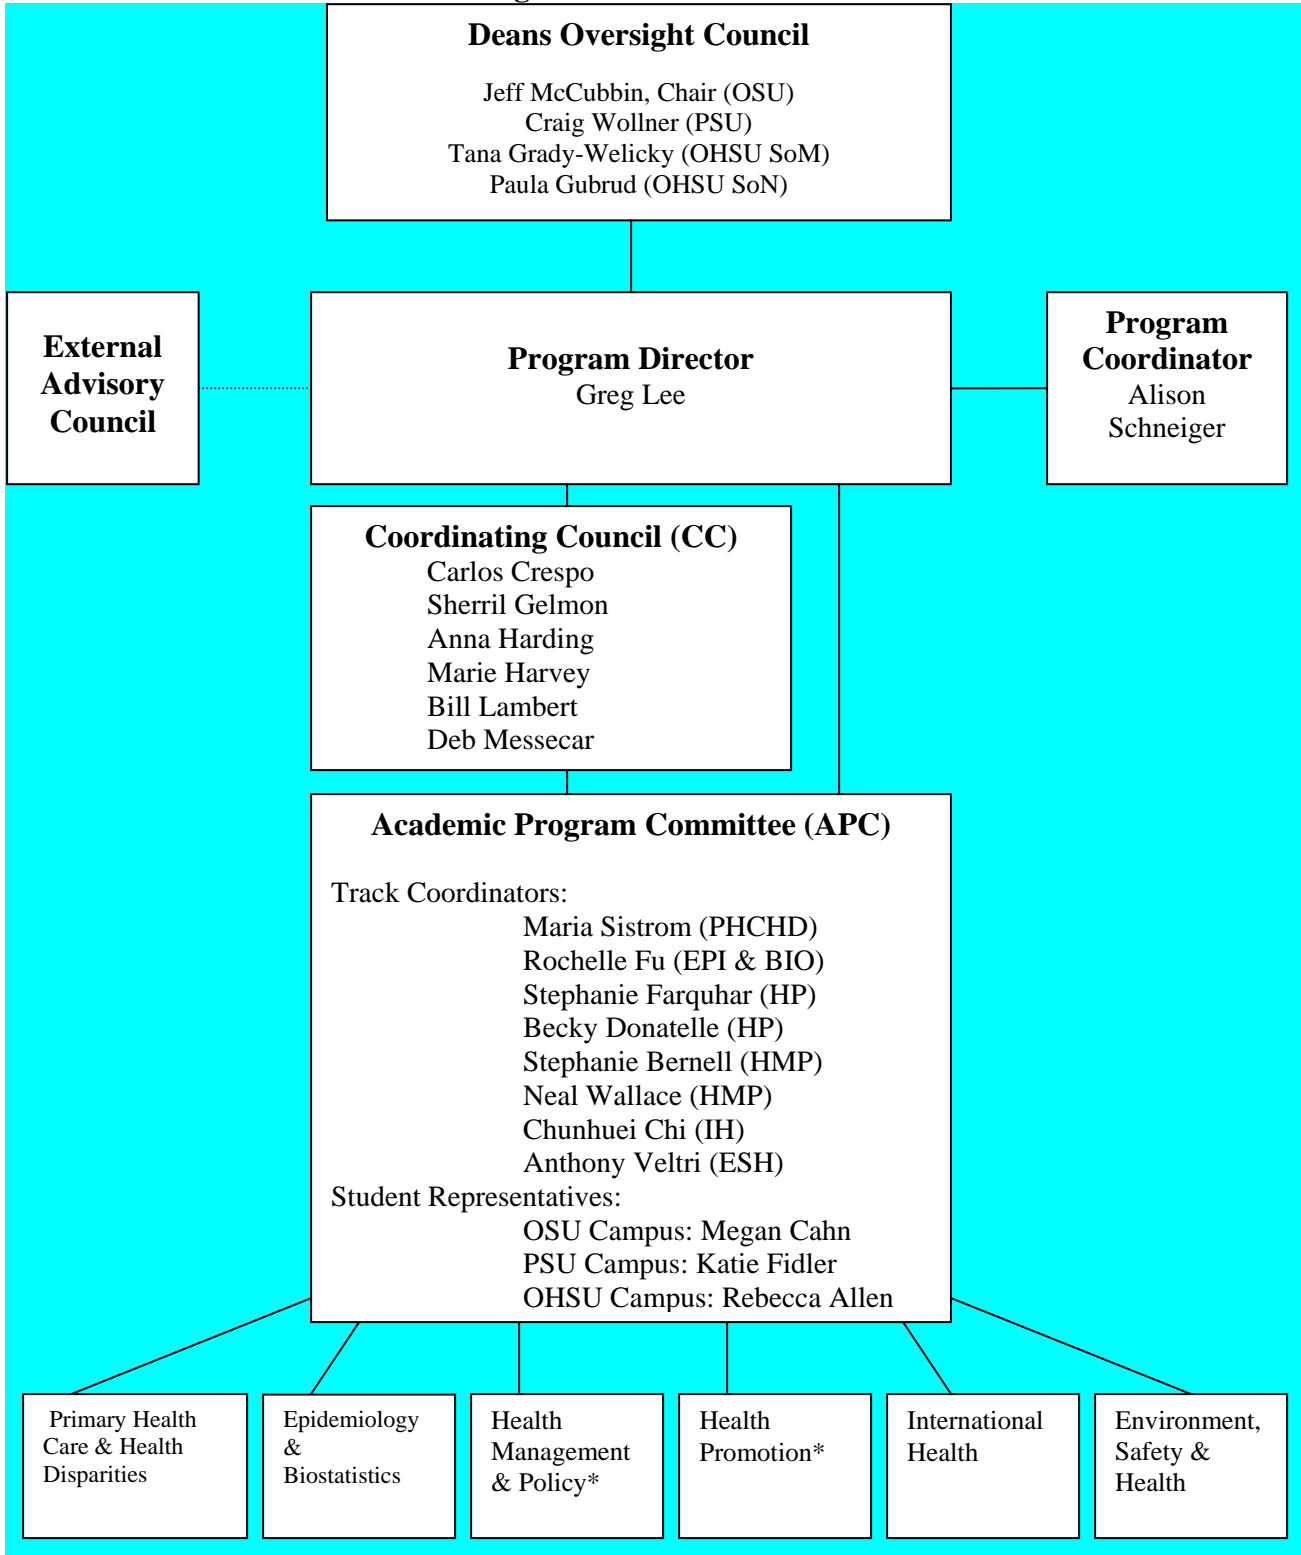 Deans Oversight Council
Jeff McCubbin, Chair (OSU)
Craig Wollner (PSU)
Tana Grady-Welicky (OHSU SoM)
Paula Gubrud (OHSU SoN)
External
Advisory
Council
Program Director
Greg Lee
Program
Coordinator
Alison
Schneiger
Coordinating Council (CC)
Carlos Crespo
Sherril Gelmon
Anna Harding
Marie Harvey
Bill Lambert
Deb Messecar
Academic Program Committee (APC)
Track Coordinators:
Maria Sistrom (PHCHD)
Rochelle Fu (EPI & BIO)
Stephanie Farquhar (HP)
Becky Donatelle (HP)
Stephanie Bernell (HMP)
Neal Wallace (HMP)
Chunhuei Chi (IH)
Anthony Veltri (ESH)
Student Representatives:
OSU Campus: Megan Cahn
PSU Campus: Katie Fidler
OHSU Campus: Rebecca Allen
Primary Health
Care & Health
Disparities
Epidemiology
&
Biostatistics
Health
Management
& Policy*
Health
Promotion*
International
Health
Environment,
Safety &
Health